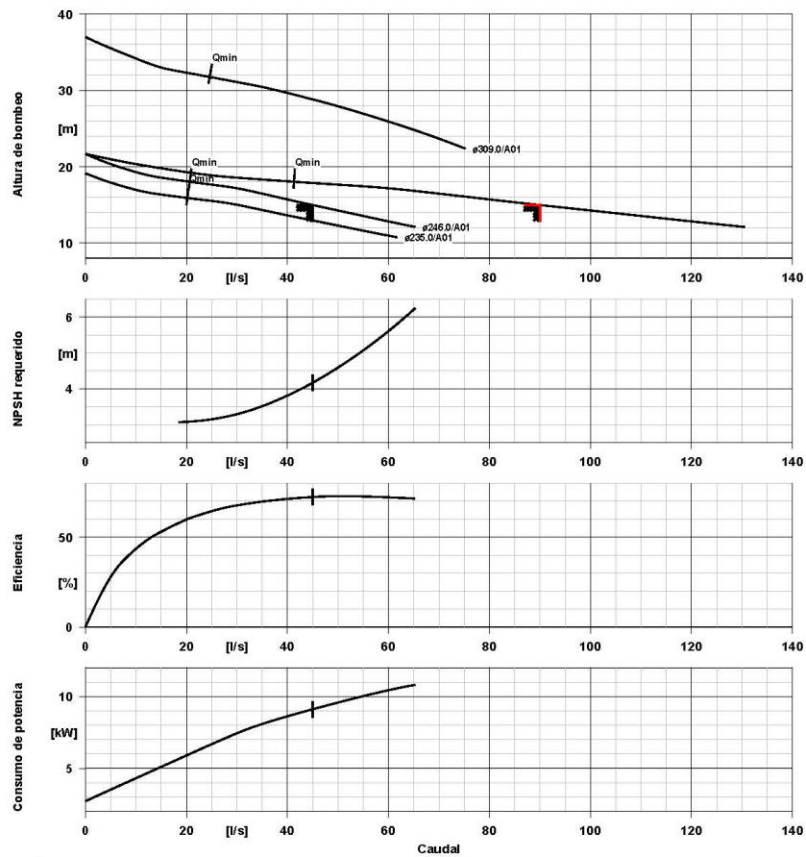 Altura de bombeo
[m]
40
30
20
10
Qmin
Qmin
Qmin
Qmin
ø309.0/A01
ø246.0/A01
ø235.0/A01
0 20 [l/s] 40 60 80 100 120 140
NPSH requerido
[m]
6
4
0 20 [l/s] 40 60 80 100 120 140
Eficiencia
[%]
50
0
0 20 [l/s] 40 60 80 100 120 140
Consumo de potencia
[kW]
10
5
0 20 [l/s] 40 60 80 100 120 140
Caudal